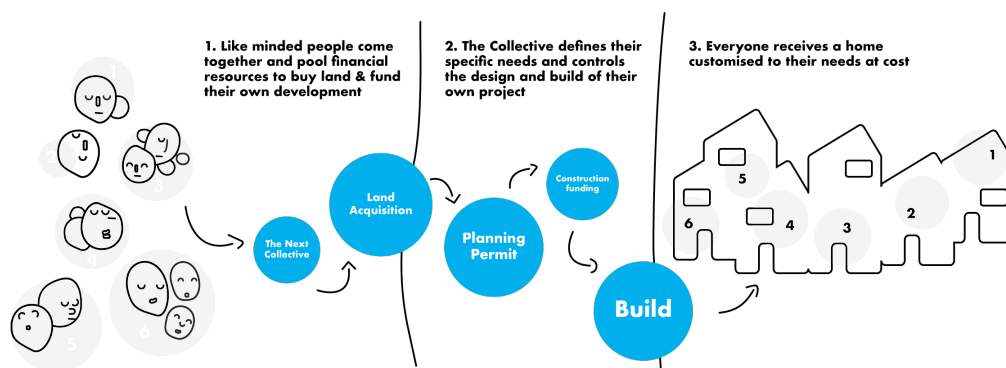 1. Like minded people come
together and pool financial
resources to buy land & fund
their own development
2. The Collective defines their
specific needs and controls
the design and build of their
own project
3. Everyone receives a home
customised to their needs at cost
1
2
3
4
5
6
The Next
Collective
Land
Acquisition
Planning
Permit
Construction
funding
Build
6
5
4
3
2
1